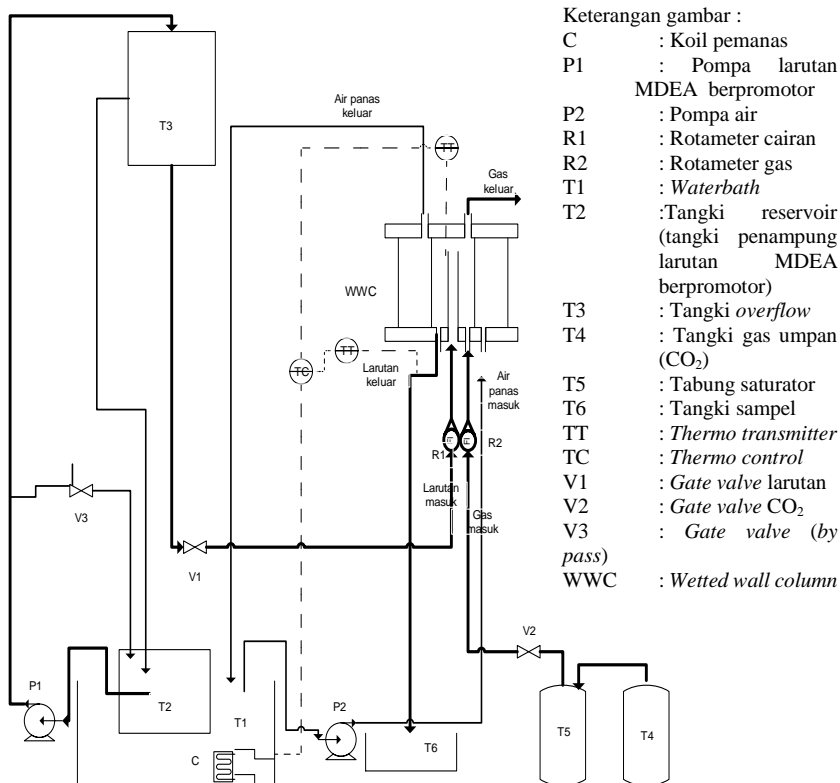 T3
Air panas
keluar
TT
Gas
keluar
WWC
TT
TC
Larutan
keluar
Air
panas
masuk
FI
FI
R1
R2
Larutan
masuk
Gas
masuk
V3
V1
V2
P1
T2
T1
P2
C
T6
T5
T4
Keterangan gambar :
C : Koil pemanas
P1 : Pompa larutan
MDEA berpromotor
P2 : Pompa air
R1 : Rotameter cairan
R2 : Rotameter gas
T1 : Waterbath
T2 :Tangki reservoir
(tangki penampung
larutan MDEA
berpromotor)
T3 : Tangki overflow
T4 : Tangki gas umpan
(CO₂)
T5 : Tabung saturator
T6 : Tangki sampel
TT : Thermo transmitter
TC : Thermo control
V1 : Gate valve larutan
V2 : Gate valve CO₂
V3 : Gate valve (by
pass)
WWC : Wetted wall column